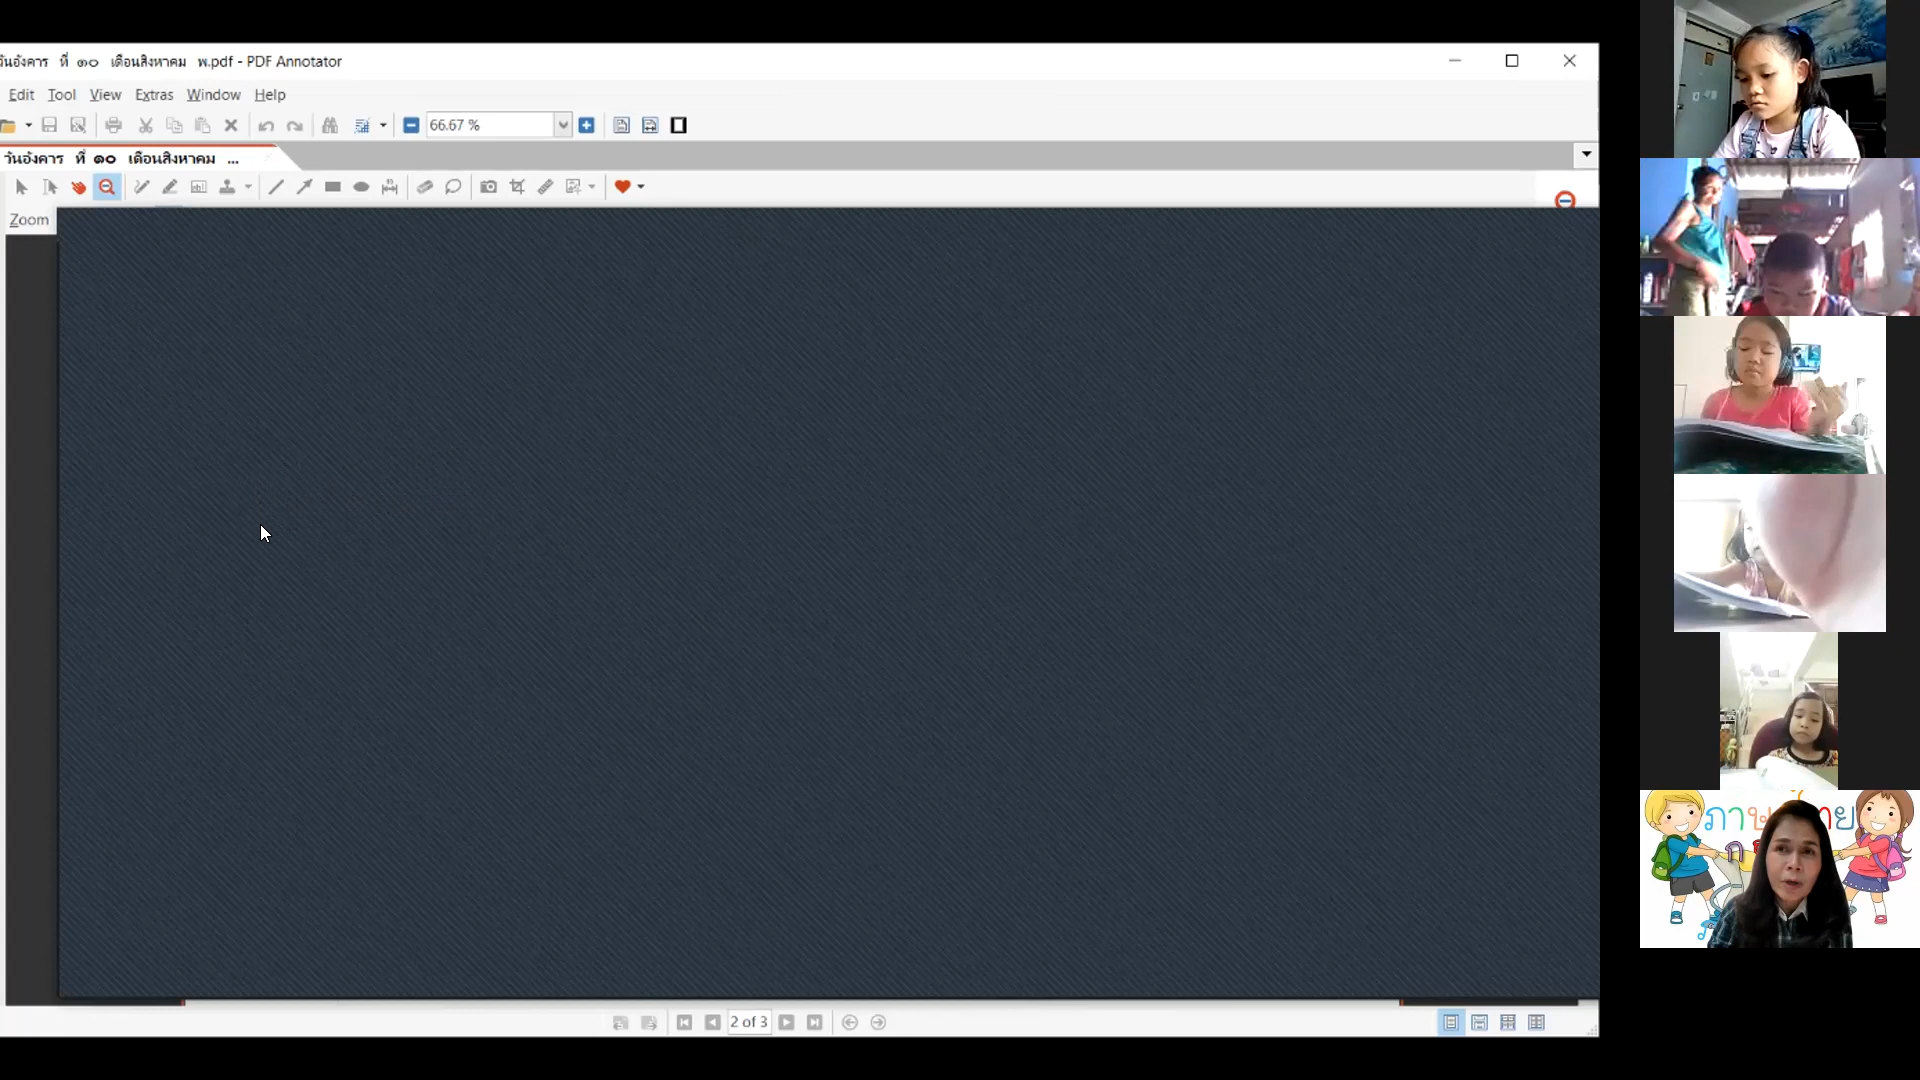 วันอังคาร ที่ ๑๐ เดือนสิงหาคม พ.pdf - PDF Annotator
Edit Tool View Extras Window Help
66.67 %
วันอังคาร ที่ ๑๐ เดือนสิงหาคม ...
Zoom
2 of 3